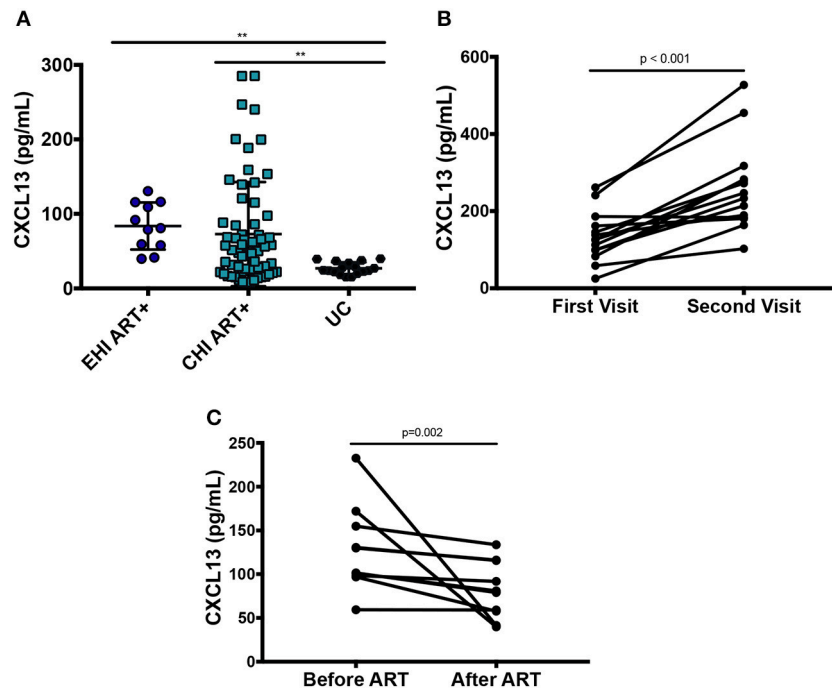 A
**
**
300
200
100
0
CXCL13 (pg/mL)
EHI ART+
CHI ART+
UC
B
p < 0.001
600
400
200
0
CXCL13 (pg/mL)
First Visit
Second Visit
C
p=0.002
250
200
150
100
50
0
CXCL13 (pg/mL)
Before ART
After ART